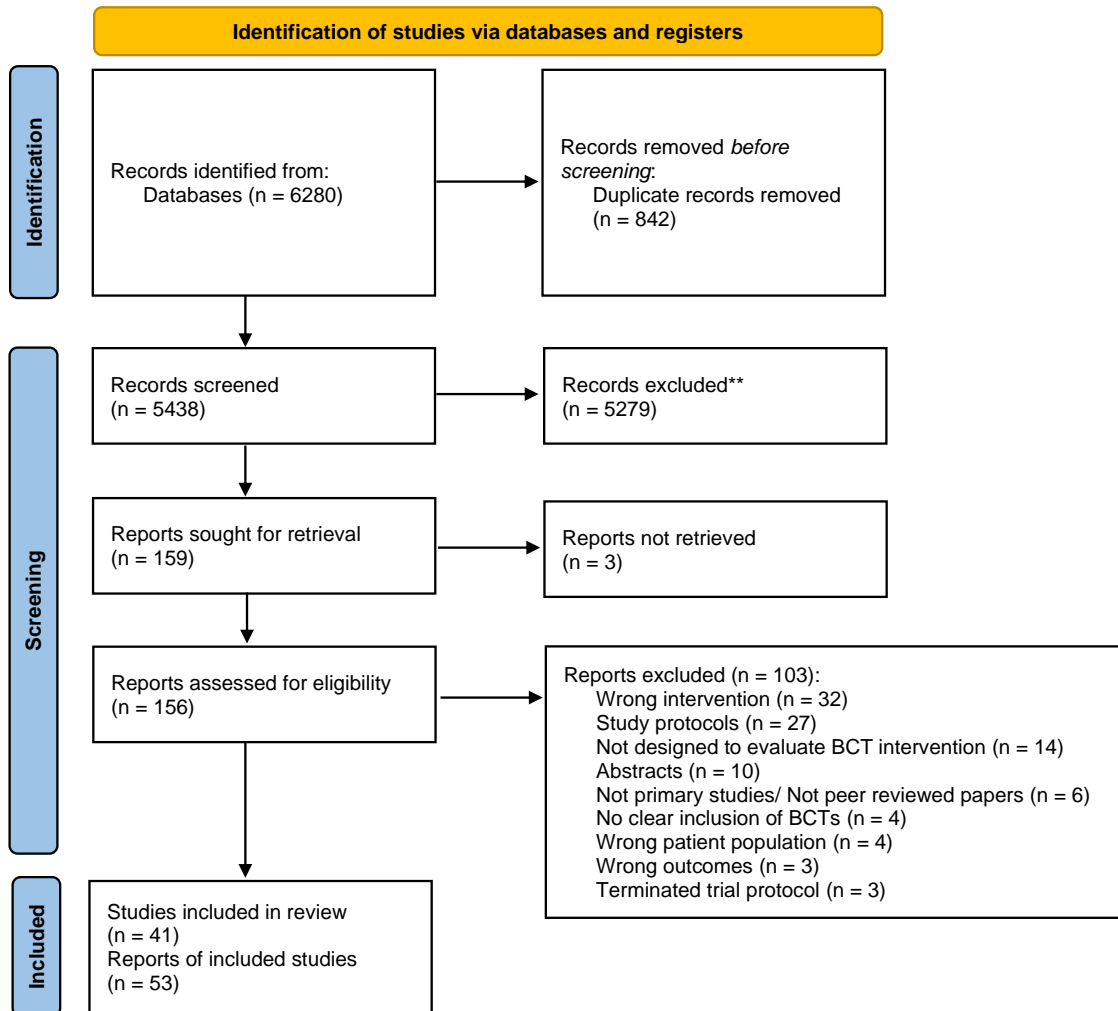 Identification of studies via databases and registers
Identification
Records identified from:
Databases (n = 6280)
Records removed before
screening:
Duplicate records removed
(n = 842)
Screening
Records screened
(n = 5438)
Records excluded**
(n = 5279)
Reports sought for retrieval
(n = 159)
Reports not retrieved
(n = 3)
Reports assessed for eligibility
(n = 156)
Reports excluded (n = 103):
Wrong intervention (n = 32)
Study protocols (n = 27)
Not designed to evaluate BCT intervention (n = 14)
Abstracts (n = 10)
Not primary studies/ Not peer reviewed papers (n = 6)
No clear inclusion of BCTs (n = 4)
Wrong patient population (n = 4)
Wrong outcomes (n = 3)
Terminated trial protocol (n = 3)
Included
Studies included in review
(n = 41)
Reports of included studies
(n = 53)